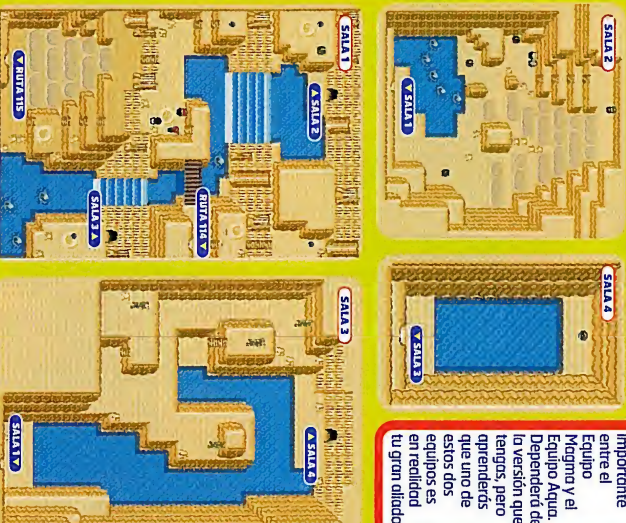 SALA 1
▲ SALA 2
RUTA 114 ▼
▼ RUTA 115
SALA 3 ▲
SALA 2
▼ SALA 1
SALA 3
▲ SALA 4
SALA 1 ▼
SALA 4
▼ SALA 3
importante
entre el
Equipo
Magma y el
Equipo Aqua.
Dependerá d
la versión que
tengas, pero
aprenderás
que uno de
estos dos
equipos es
en realidad
tu gran aliado